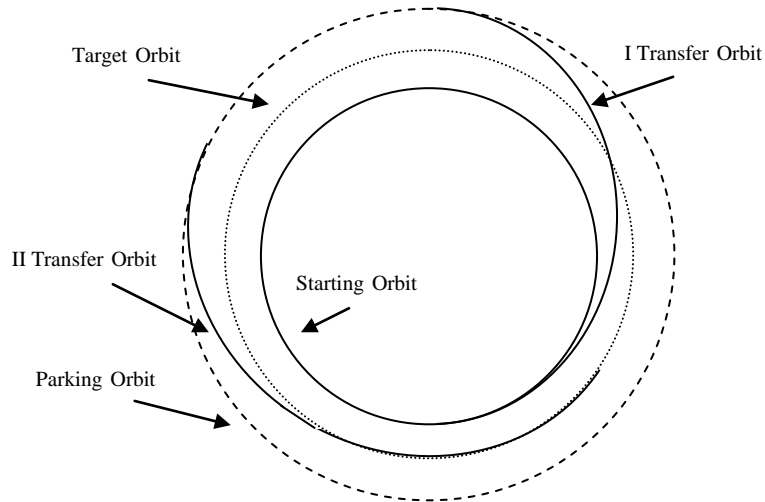 Target Orbit
I Transfer Orbit
II Transfer Orbit
Starting Orbit
Parking Orbit